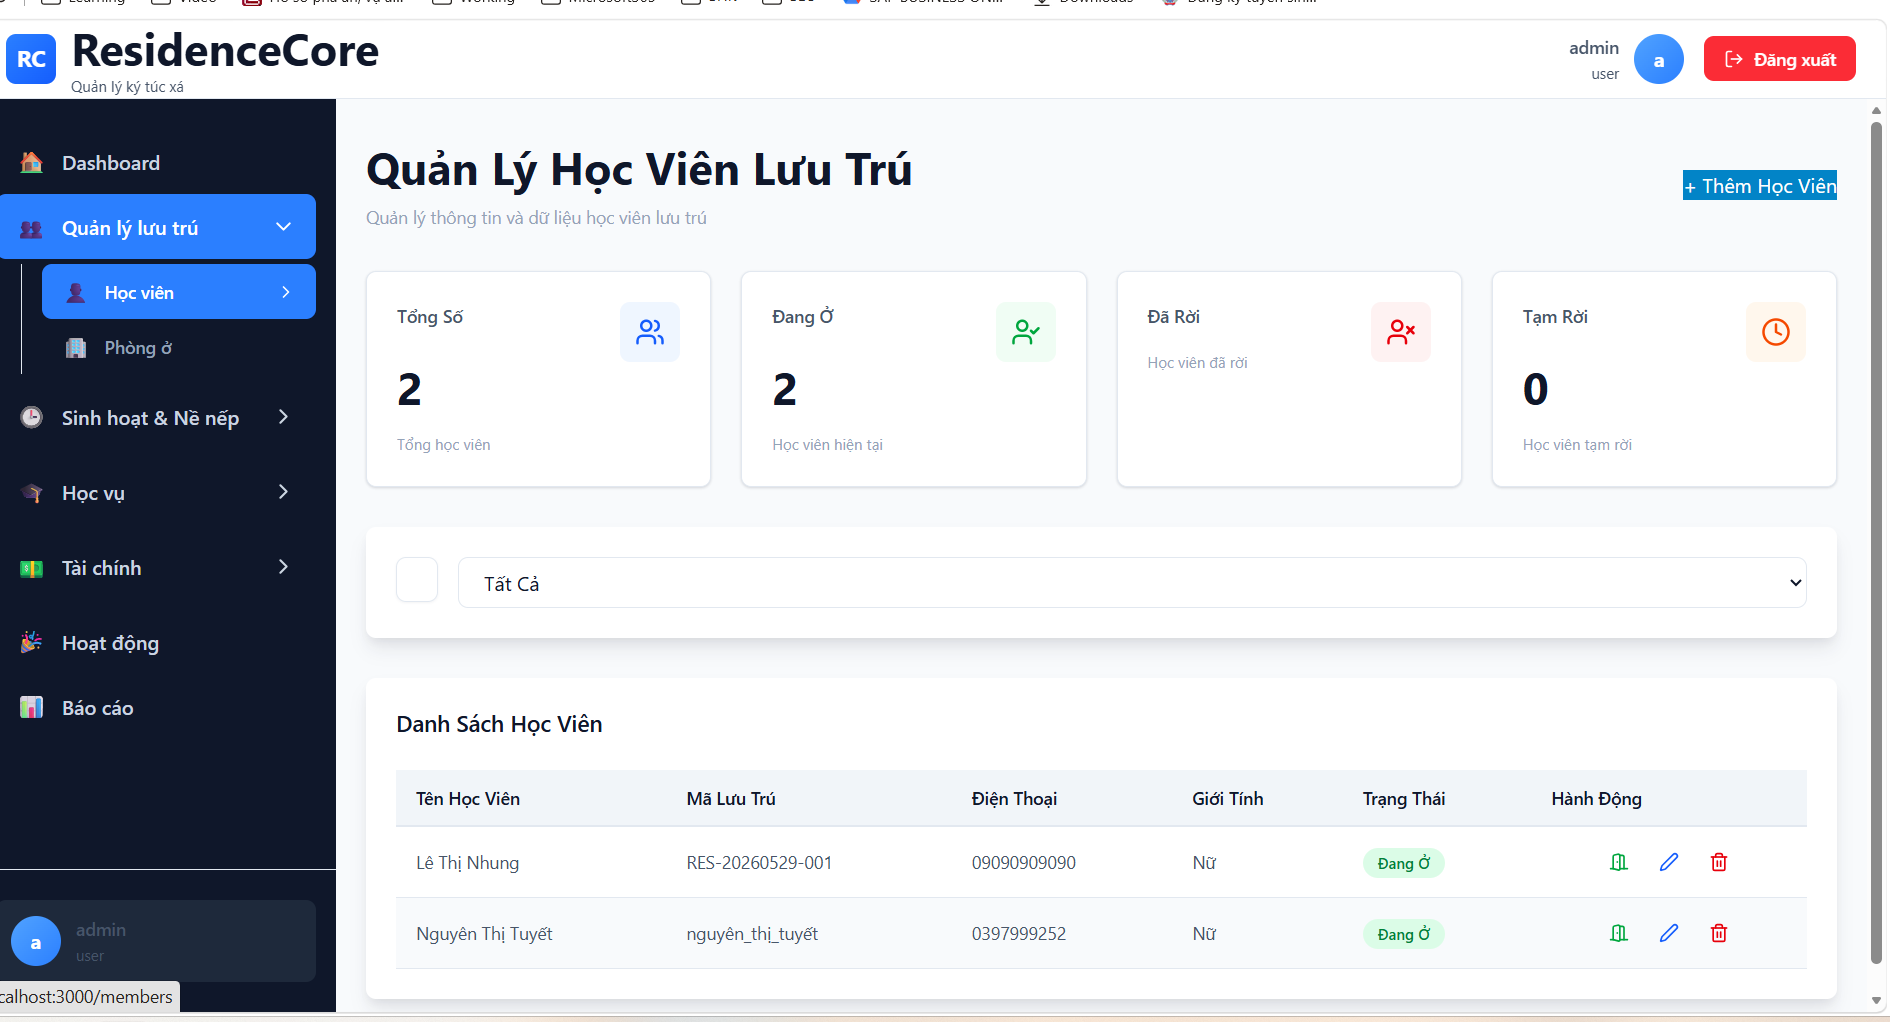 RC
ResidenceCore
Quản lý ký túc xá
admin
user
a
Đăng xuất
Dashboard
Quản lý lưu trú
Học viên
Phòng ở
Sinh hoạt & Nề nếp
Học vụ
Tài chính
Hoạt động
Báo cáo
a
admin
user
calhost:3000/members
Quản Lý Học Viên Lưu Trú
Quản lý thông tin và dữ liệu học viên lưu trú
+ Thêm Học Viên
Tổng Số
2
Tổng học viên
Đang Ở
2
Học viên hiện tại
Đã Rời
Học viên đã rời
Tạm Rời
0
Học viên tạm rời
Tất Cả
Danh Sách Học Viên
Tên Học Viên Mã Lưu Trú Điện Thoại Giới Tính Trạng Thái Hành Động
Lê Thị Nhung RES-20260529-001 09090909090 Nữ Đang Ở
Nguyên Thị Tuyết nguyên_thị_tuyết 0397999252 Nữ Đang Ở